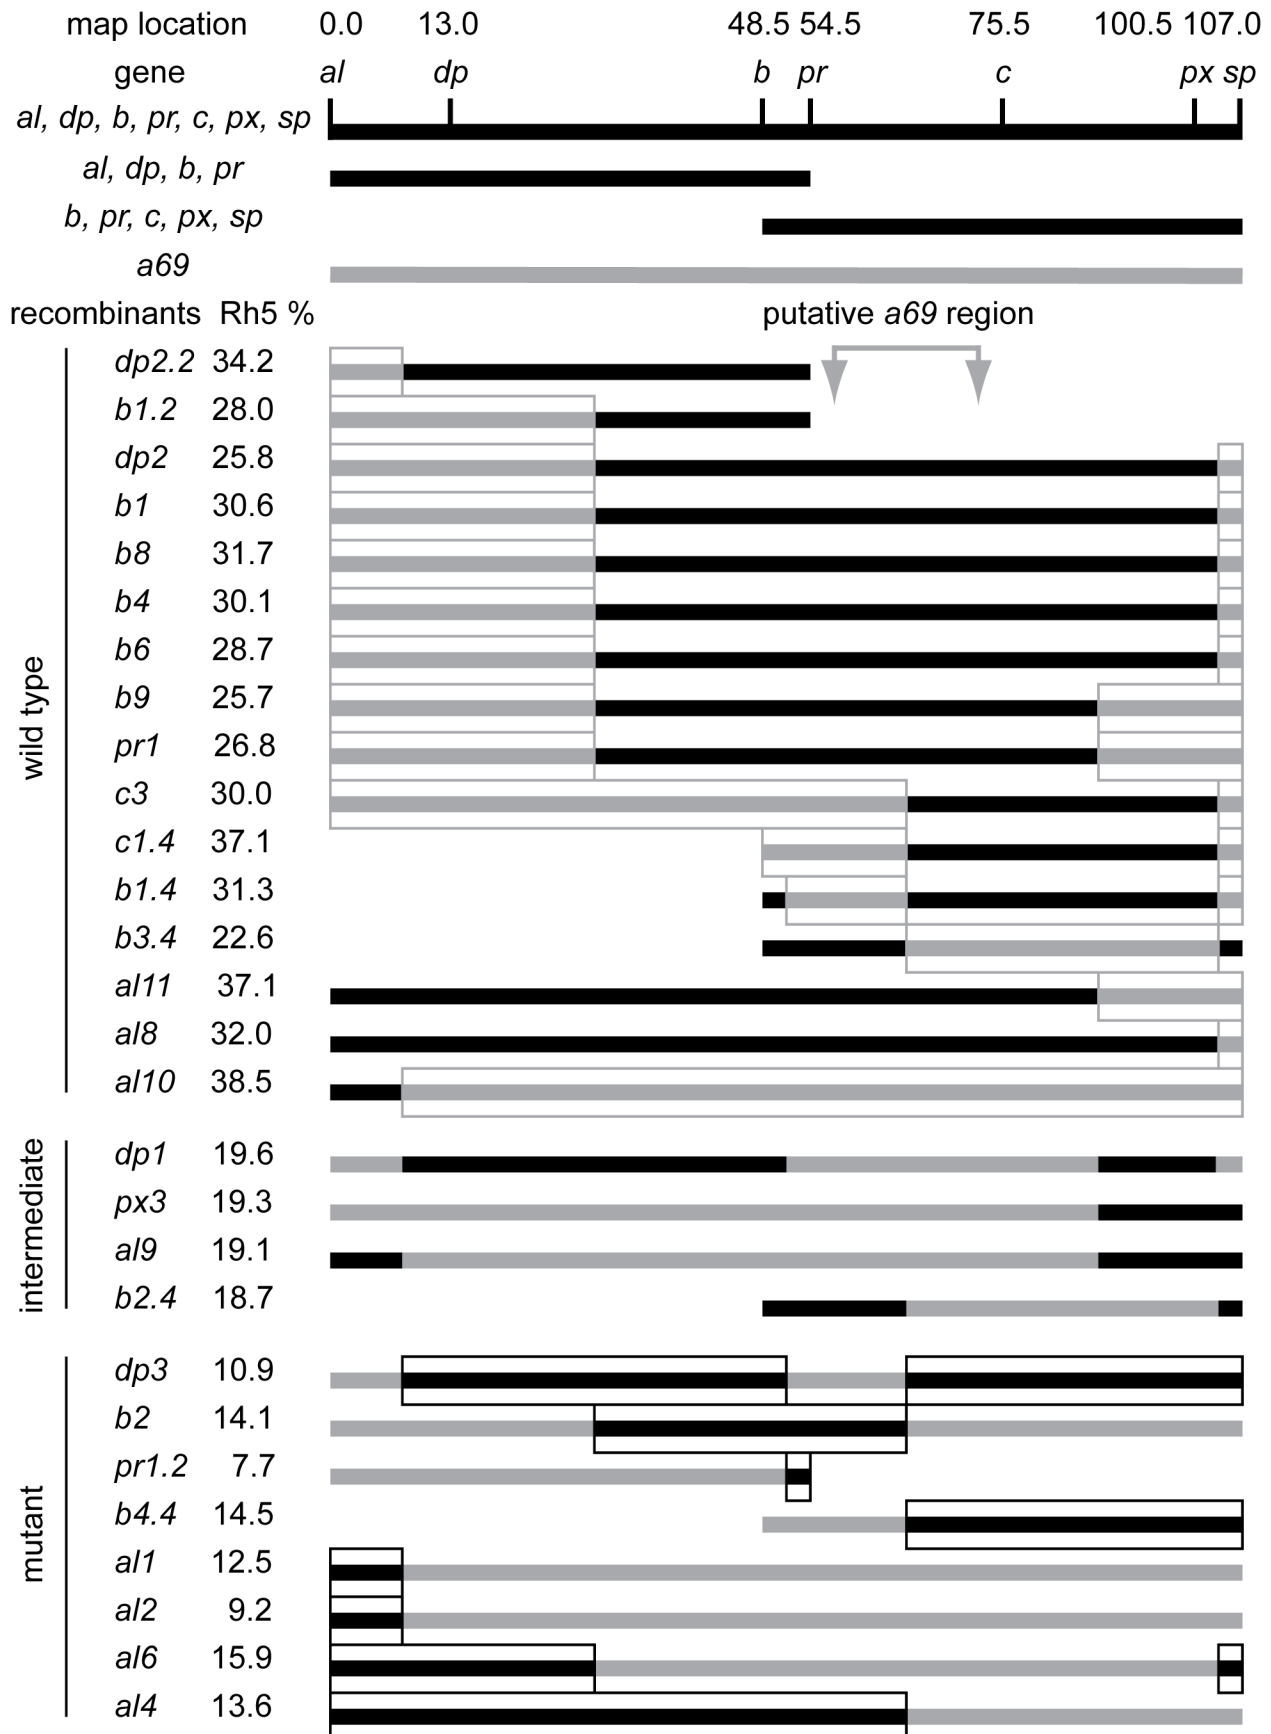 map location 0.0 13.0 48.5 54.5 75.5 100.5 107.0
gene al dp b pr c px sp
al, dp, b, pr, c, px, sp
al, dp, b, pr
b, pr, c, px, sp
a69
recombinants Rh5 % putative a69 region
wild type
dp2.2 34.2
b1.2 28.0
dp2 25.8
b1 30.6
b8 31.7
b4 30.1
b6 28.7
b9 25.7
pr1 26.8
c3 30.0
c1.4 37.1
b1.4 31.3
b3.4 22.6
al11 37.1
al8 32.0
al10 38.5
intermediate
dp1 19.6
px3 19.3
al9 19.1
b2.4 18.7
mutant
dp3 10.9
b2 14.1
pr1.2 7.7
b4.4 14.5
al1 12.5
al2 9.2
al6 15.9
al4 13.6